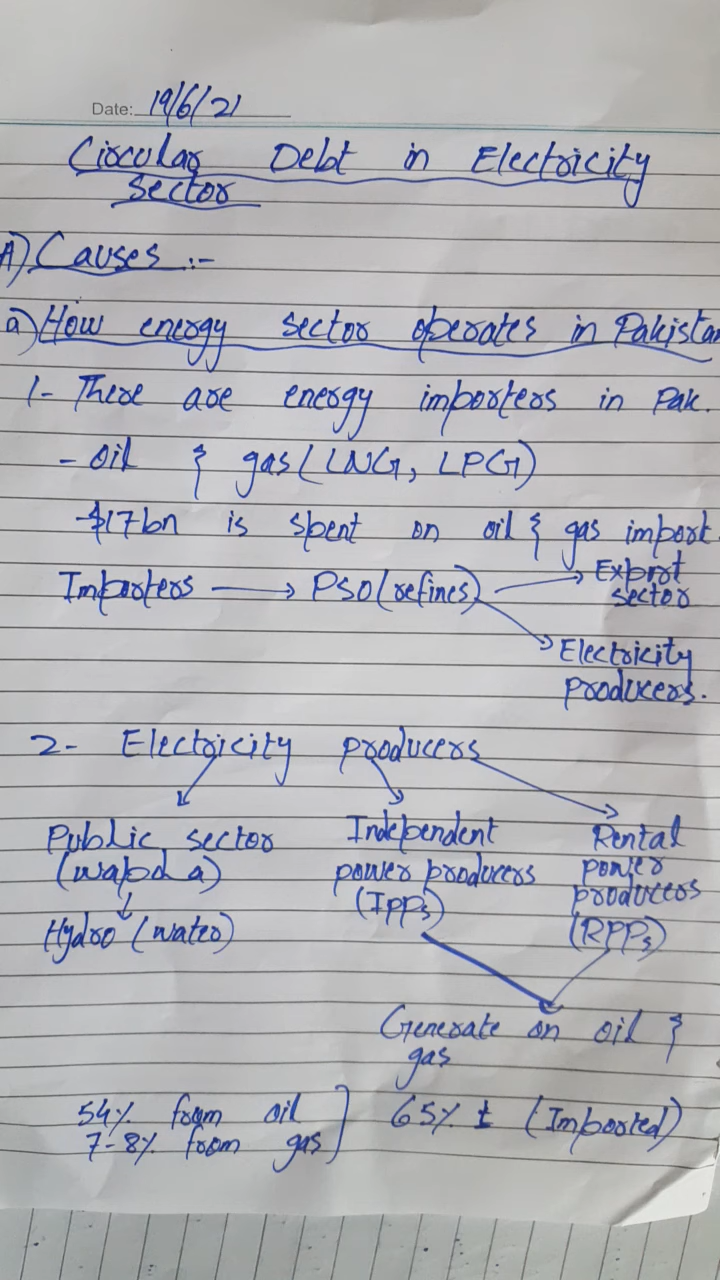 Date: 19/6/21
Circular Debt in Electricity
Sector
A) Causes :-
a) How energy sector operates in Pakistan
1- There are energy importers in Pak.
- Oil & gas (LNG, LPG)
- $17bn is spent on oil & gas import.
Importers → PSO (refines) → Export
sector
→ Electricity
producers.
2- Electricity producers
Public sector
(wapda)
↓
Hydro (water)
Independent
power producers
(IPPs)
Rental
power
producers
(RPPs)
Generate on oil &
gas
54% from oil
7-8% from gas
] 65% ± (Imported)